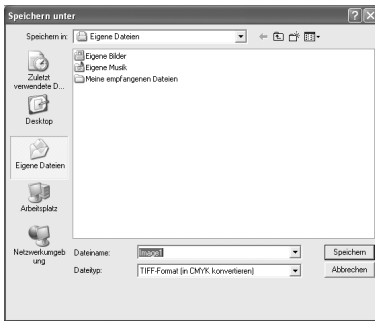 Speichern unter
Speichern in:
Eigene Dateien
Eigene Bilder
Eigene Musik
Meine empfangenen Dateien
Zuletzt
verwendete D...
Desktop
Eigene Dateien
Arbeitsplatz
Netzwerkumgeb
ung
Dateiname:
Image1
Speichern
Dateityp:
TIFF-Format (in CMYK konvertieren)
Abbrechen